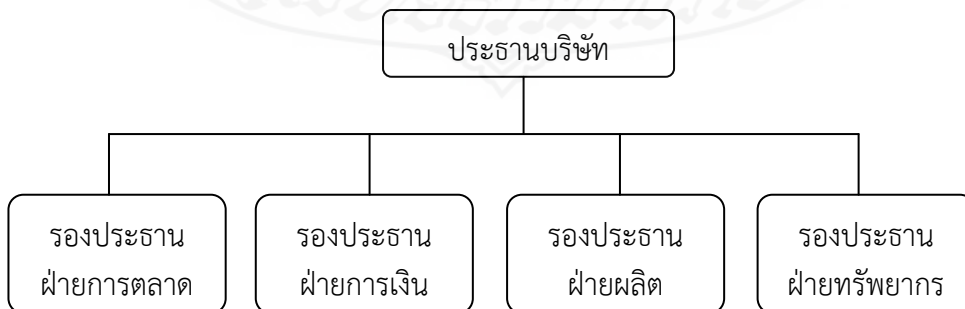 ประธานบริษัท
รองประธาน
ฝ่ายการตลาด
รองประธาน
ฝ่ายการเงิน
รองประธาน
ฝ่ายผลิต
รองประธาน
ฝ่ายทรัพยากร